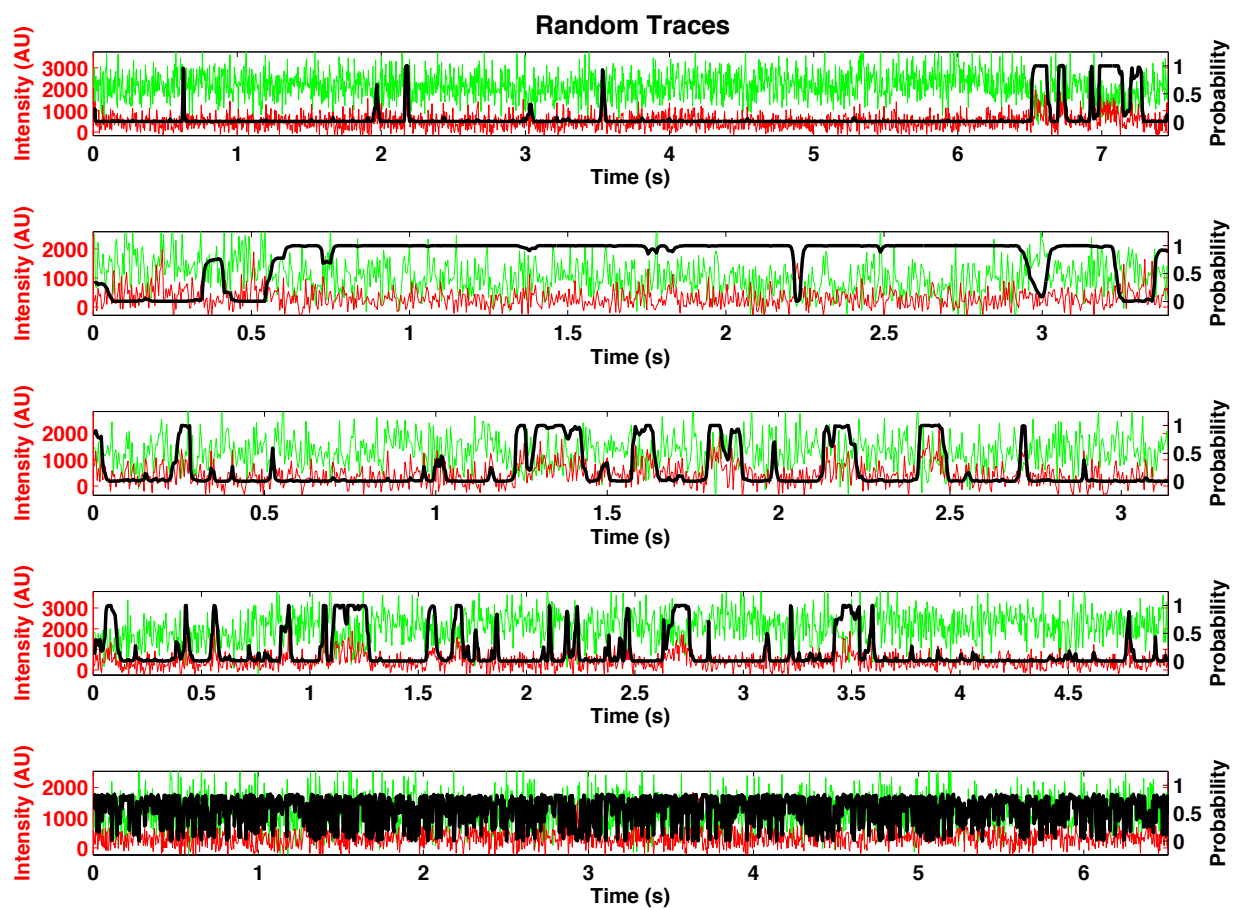 Random Traces
Intensity (AU)
3000
2000
1000
0
1
0.5
0
Probability
0 1 2 3 4 5 6 7
Time (s)
Intensity (AU)
2000
1000
0
1
0.5
0
Probability
0 0.5 1 1.5 2 2.5 3
Time (s)
Intensity (AU)
2000
1000
0
1
0.5
0
Probability
0 0.5 1 1.5 2 2.5 3
Time (s)
Intensity (AU)
3000
2000
1000
0
1
0.5
0
Probability
0 0.5 1 1.5 2 2.5 3 3.5 4 4.5
Time (s)
Intensity (AU)
2000
1000
0
1
0.5
0
Probability
0 1 2 3 4 5 6
Time (s)